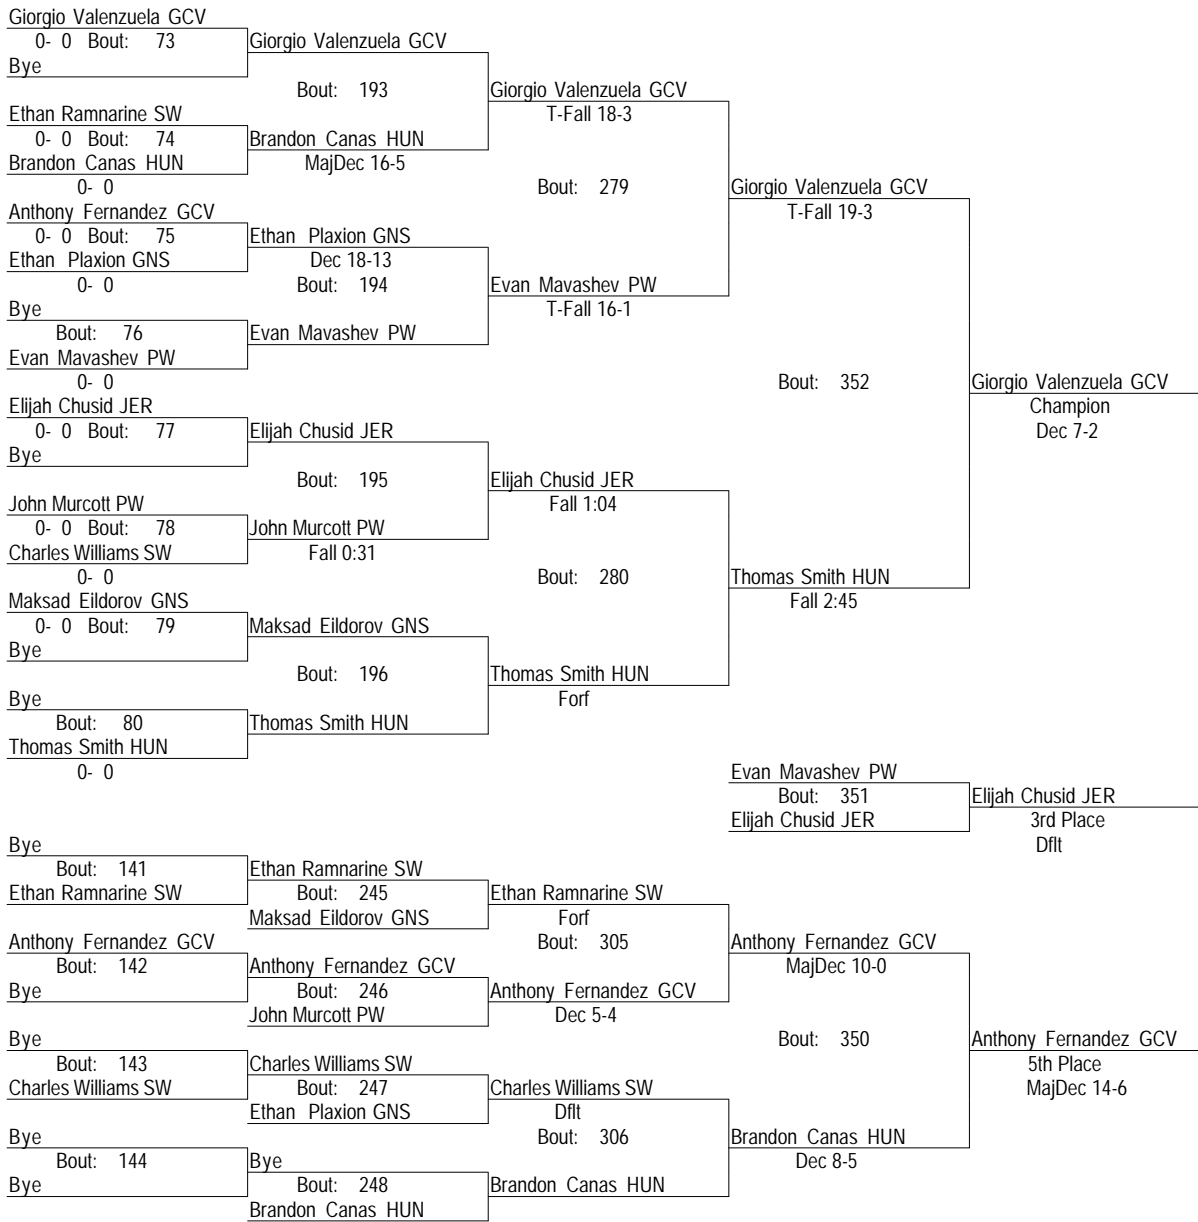 Giorgio Valenzuela GCV
0- 0 Bout: 73
Giorgio Valenzuela GCV
Bye
Bout: 193
Giorgio Valenzuela GCV
Ethan Ramnarine SW
T-Fall 18-3
0- 0 Bout: 74
Brandon Canas HUN
Brandon Canas HUN
MajDec 16-5
0- 0
Bout: 279
Giorgio Valenzuela GCV
Anthony Fernandez GCV
T-Fall 19-3
0- 0 Bout: 75
Ethan Plaxion GNS
Ethan Plaxion GNS
Dec 18-13
0- 0
Bout: 194
Evan Mavashev PW
Bye
T-Fall 16-1
Bout: 76
Evan Mavashev PW
Evan Mavashev PW
0- 0
Bout: 352
Giorgio Valenzuela GCV
Elijah Chusid JER
Champion
0- 0 Bout: 77
Elijah Chusid JER
Dec 7-2
Bye
Bout: 195
Elijah Chusid JER
John Murcott PW
Fall 1:04
0- 0 Bout: 78
John Murcott PW
Charles Williams SW
Fall 0:31
0- 0
Bout: 280
Thomas Smith HUN
Maksad Eildorov GNS
Fall 2:45
0- 0 Bout: 79
Maksad Eildorov GNS
Bye
Bout: 196
Thomas Smith HUN
Bye
Forf
Bout: 80
Thomas Smith HUN
Thomas Smith HUN
0- 0
Evan Mavashev PW
Bout: 351
Elijah Chusid JER
Elijah Chusid JER
3rd Place
Dflt
Bye
Bout: 141
Ethan Ramnarine SW
Ethan Ramnarine SW
Bout: 245
Ethan Ramnarine SW
Maksad Eildorov GNS
Forf
Anthony Fernandez GCV
Bout: 305
Anthony Fernandez GCV
Bout: 142
Anthony Fernandez GCV
MajDec 10-0
Bye
Bout: 246
Anthony Fernandez GCV
John Murcott PW
Dec 5-4
Bye
Bout: 350
Anthony Fernandez GCV
Bout: 143
Charles Williams SW
5th Place
Charles Williams SW
Bout: 247
Charles Williams SW
MajDec 14-6
Ethan Plaxion GNS
Dflt
Bye
Bout: 306
Brandon Canas HUN
Bout: 144
Bye
Dec 8-5
Bye
Bout: 248
Brandon Canas HUN
Brandon Canas HUN